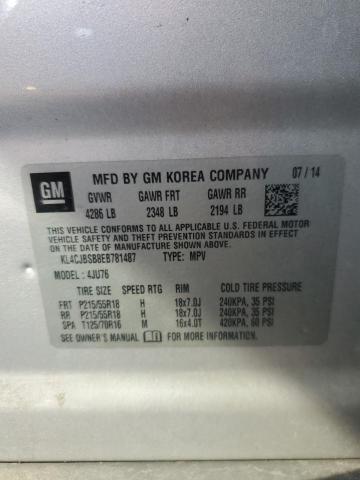 GM
MFD BY GM KOREA COMPANY 07/14
GVWR GAWR FRT GAWR RR
4286 LB 2348 LB 2194 LB
THIS VEHICLE CONFORMS TO ALL APPLICABLE U.S. FEDERAL MOTOR
VEHICLE SAFETY, BUMPER, AND THEFT PREVENTION STANDARDS IN EFFECT
ON THE DATE OF MANUFACTURE SHOWN ABOVE.
KL4CJBSB8EB781487 TYPE: MPV
MODEL: 4JU76
TIRE SIZE SPEED RTG RIM COLD TIRE PRESSURE
FRT P215/55R18 H 18x7.0J 240KPA, 35 PSI
RR P215/55R18 H 18x7.0J 240KPA, 35 PSI
SPA T125/70R16 M 16x4.0T 420KPA, 60 PSI
SEE OWNER'S MANUAL FOR MORE INFORMATION